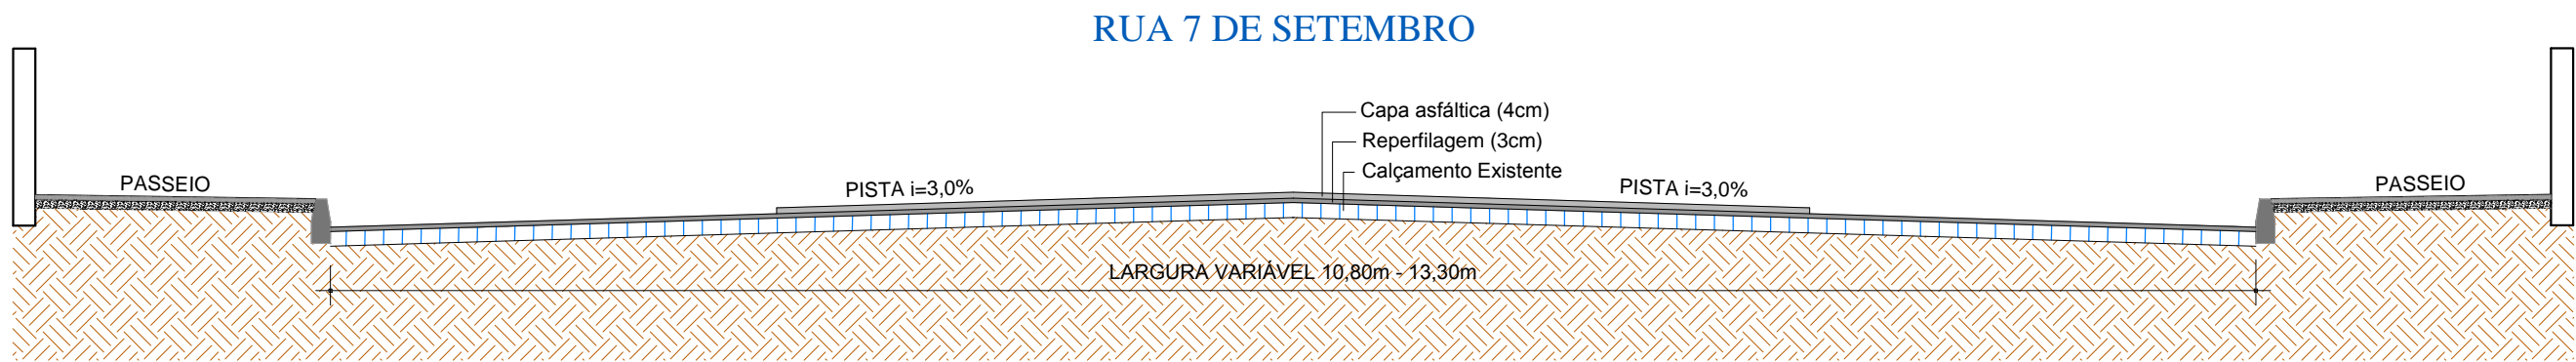 RUA 7 DE SETEMBRO
Capa asfáltica (4cm)
Reperfilagem (3cm)
Calçamento Existente
PASSEIO
PISTA i=3,0%
PISTA i=3,0%
PASSEIO
LARGURA VARIÁVEL 10,80m - 13,30m